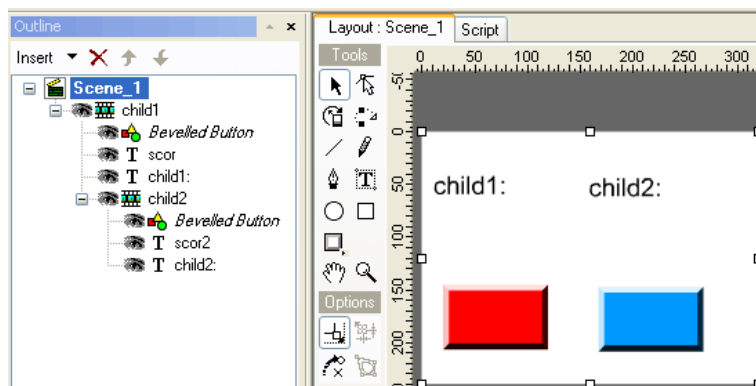 Outline
Insert
Scene_1
child1
Bevelled Button
scor
child1:
child2
Bevelled Button
scor2
child2:
Layout : Scene_1 Script
Tools
Options
0 50 100 150 200 250 300
-50
0
50
100
150
200
child1: child2: